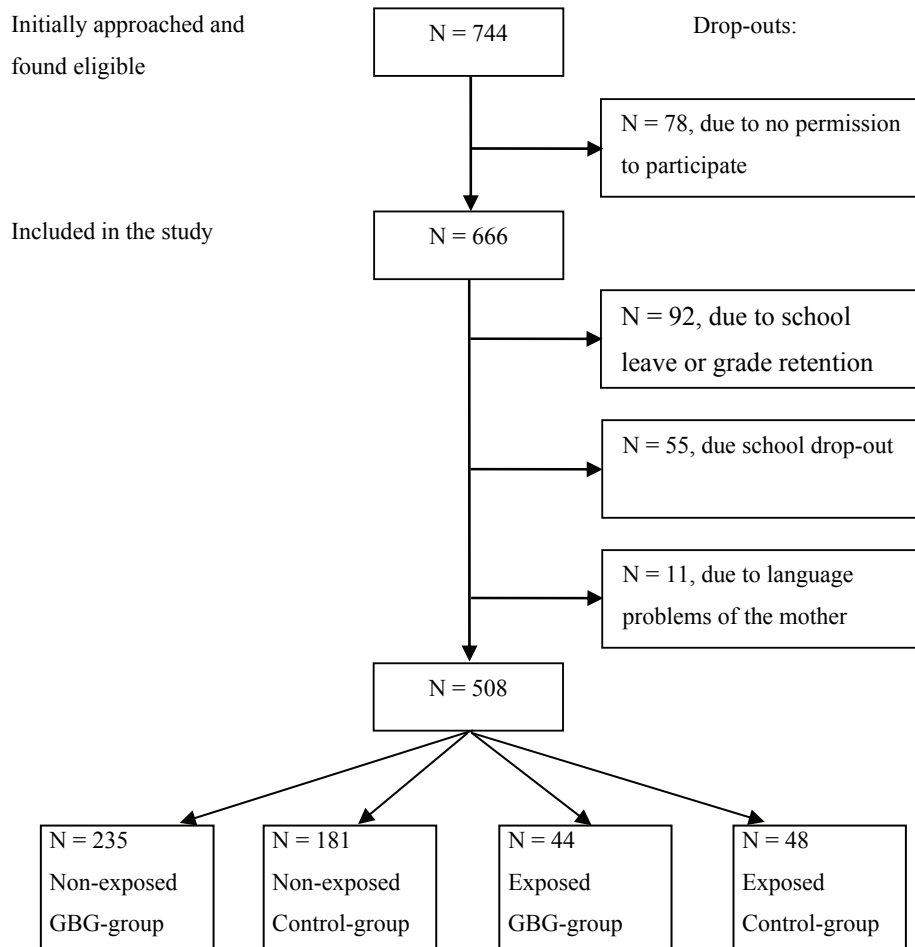 Initially approached and
found eligible
N = 744
Drop-outs:
N = 78, due to no permission
to participate
Included in the study
N = 666
N = 92, due to school
leave or grade retention
N = 55, due school drop-out
N = 11, due to language
problems of the mother
N = 508
N = 235
Non-exposed
GBG-group
N = 181
Non-exposed
Control-group
N = 44
Exposed
GBG-group
N = 48
Exposed
Control-group